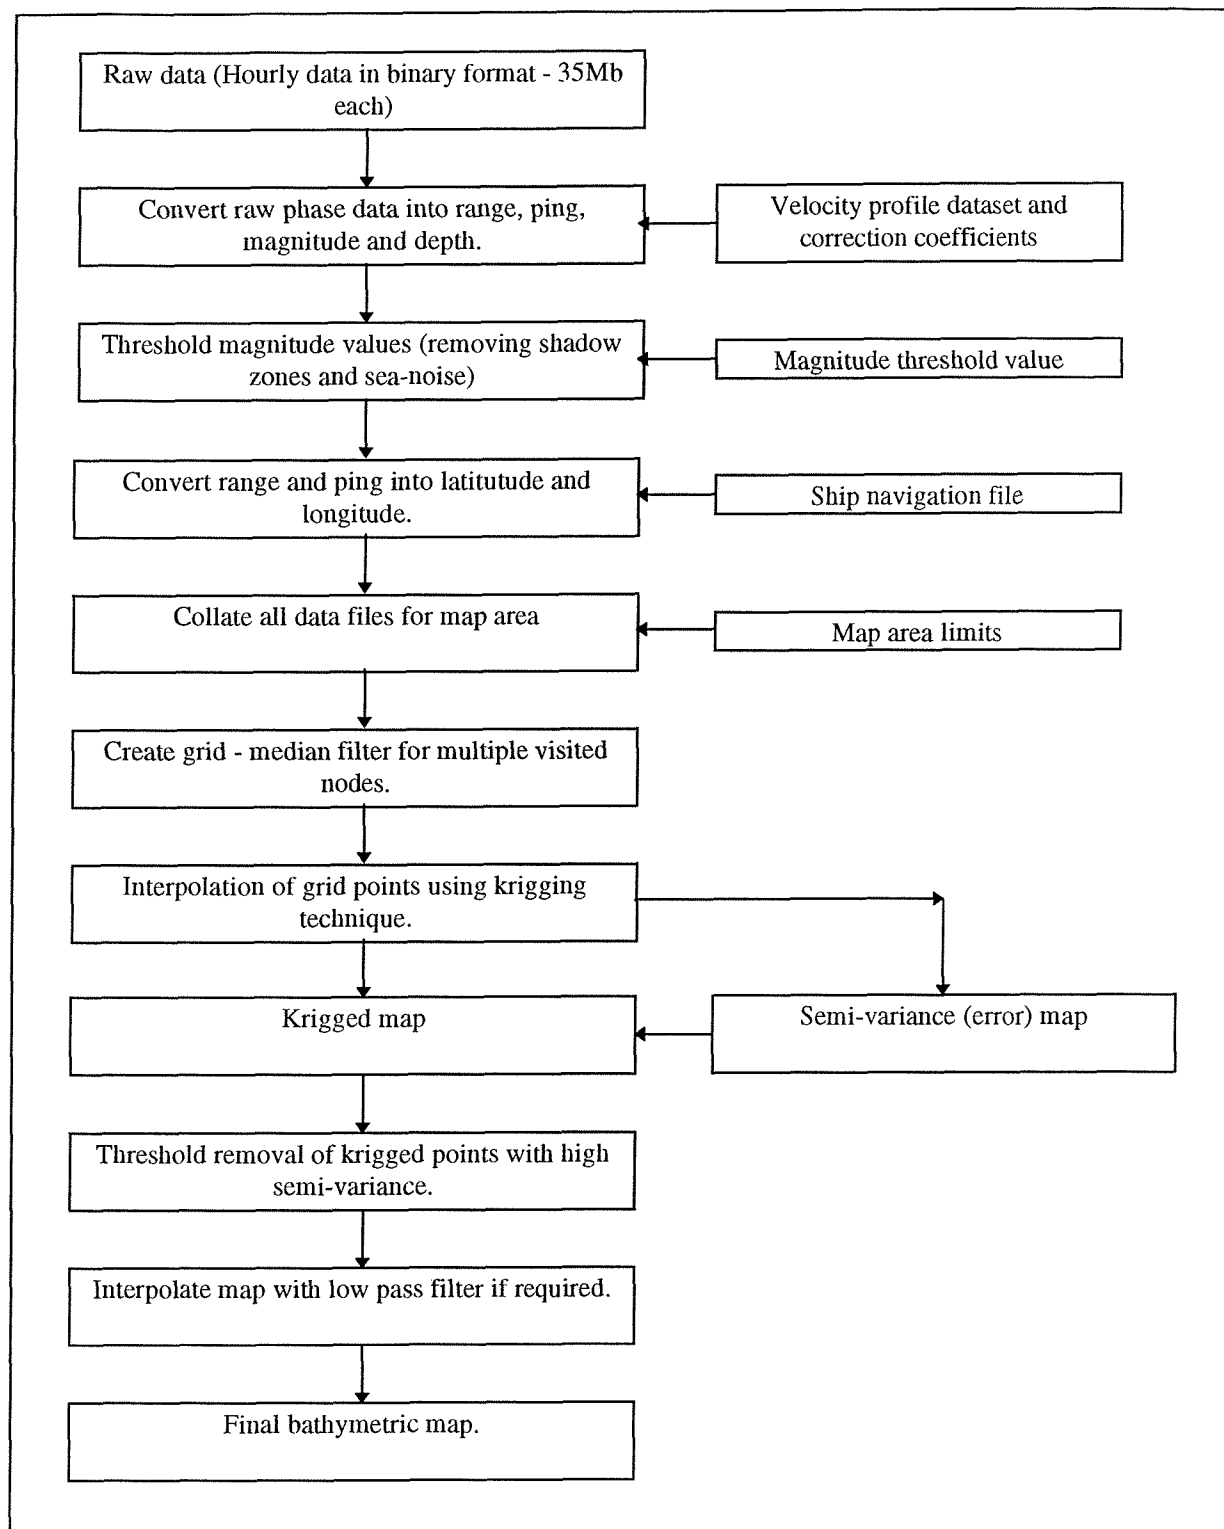 Raw data (Hourly data in binary format - 35Mb
each)
Convert raw phase data into range, ping,
magnitude and depth.
Velocity profile dataset and
correction coefficients
Threshold magnitude values (removing shadow
zones and sea-noise)
Magnitude threshold value
Convert range and ping into latitutude and
longitude.
Ship navigation file
Collate all data files for map area
Map area limits
Create grid - median filter for multiple visited
nodes.
Interpolation of grid points using krigging
technique.
Krigged map
Semi-variance (error) map
Threshold removal of krigged points with high
semi-variance.
Interpolate map with low pass filter if required.
Final bathymetric map.